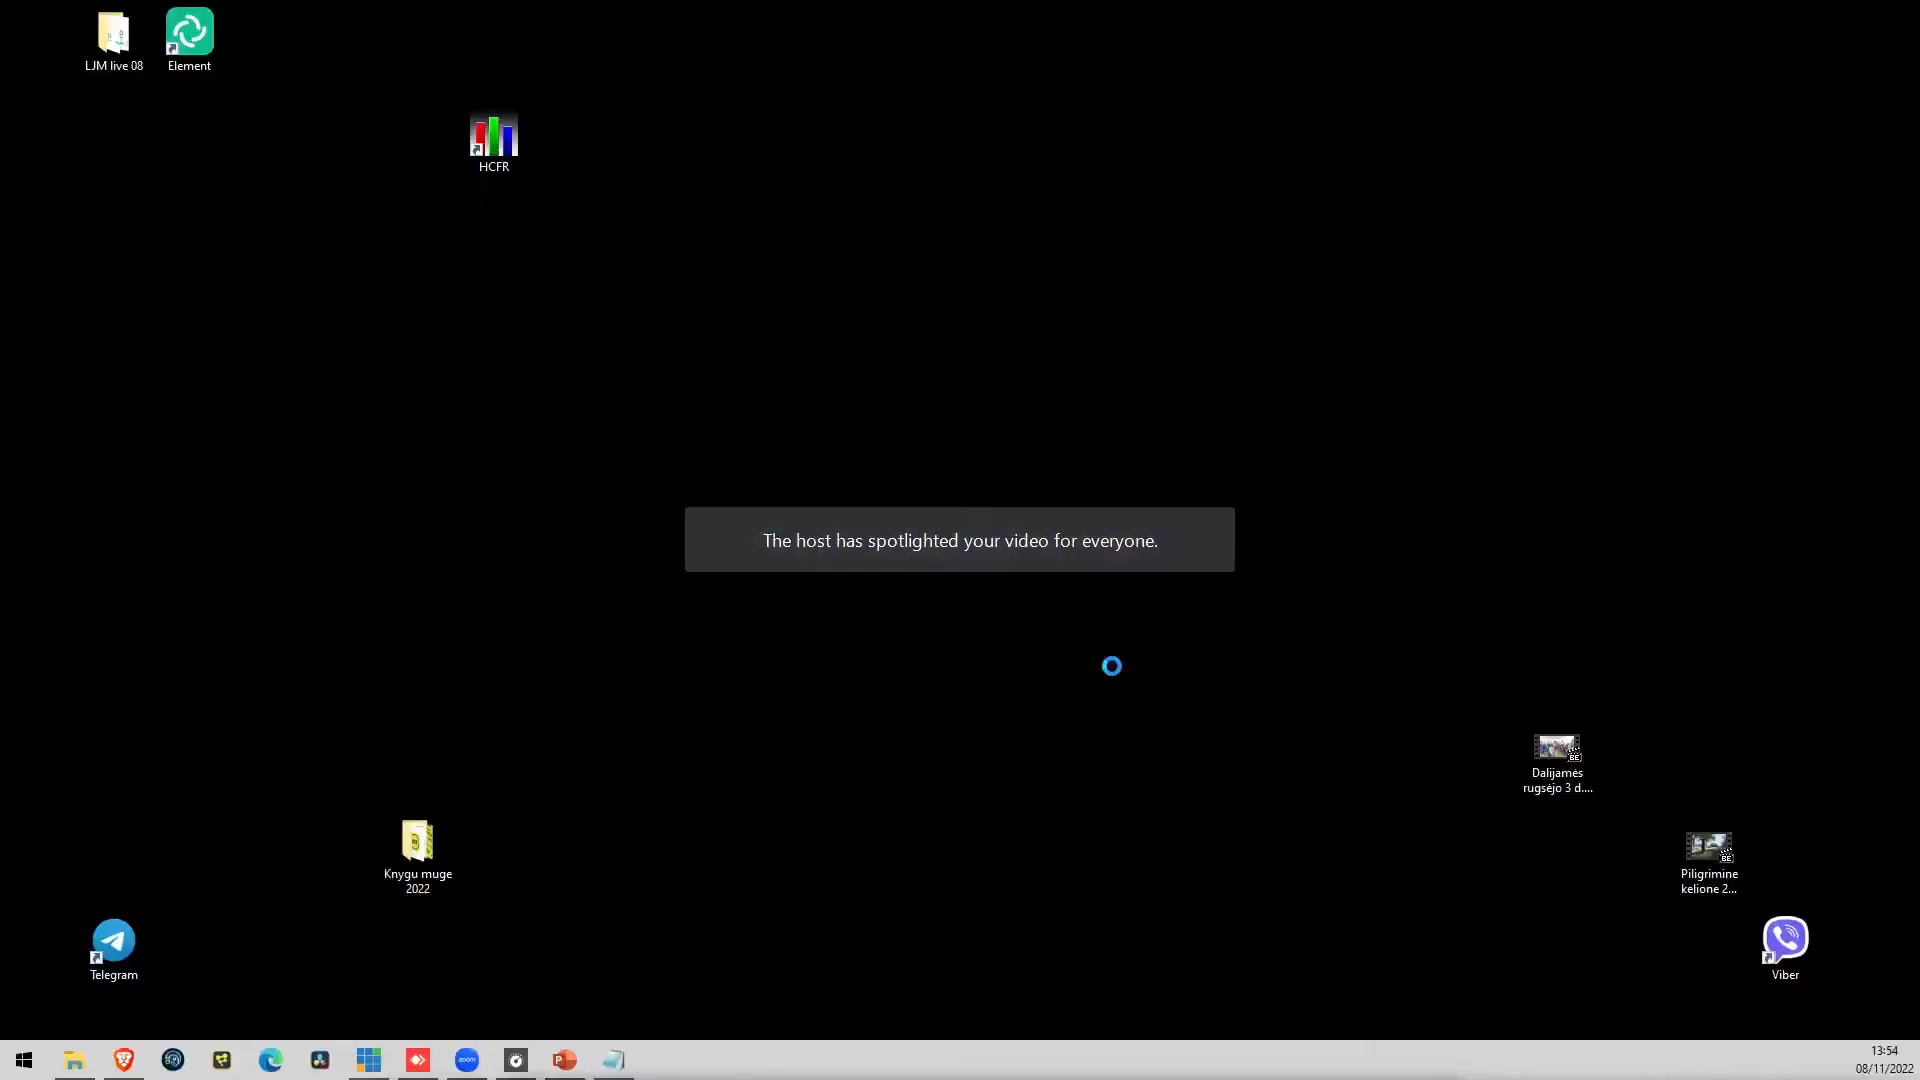 LJM live 08
Element
HCFR
The host has spotlighted your video for everyone.
Dalijamės
rugsėjo 3 d....
Knygu muge
2022
Piligrimine
kelione 2...
Telegram
Viber
zoom
13:54
08/11/2022